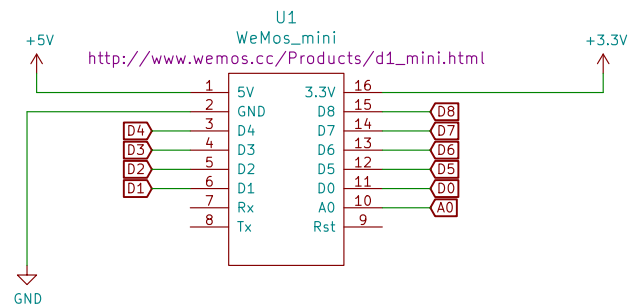 U1
WeMos_mini
http://www.wemos.cc/Products/d1_mini.html
+5V
+3.3V
1 5V 3.3V 16
2 GND D8 15 D8
D4 3 D4 D7 14 D7
D3 4 D3 D6 13 D6
D2 5 D2 D5 12 D5
D1 6 D1 D0 11 D0
7 Rx A0 10 A0
8 Tx Rst 9
GND